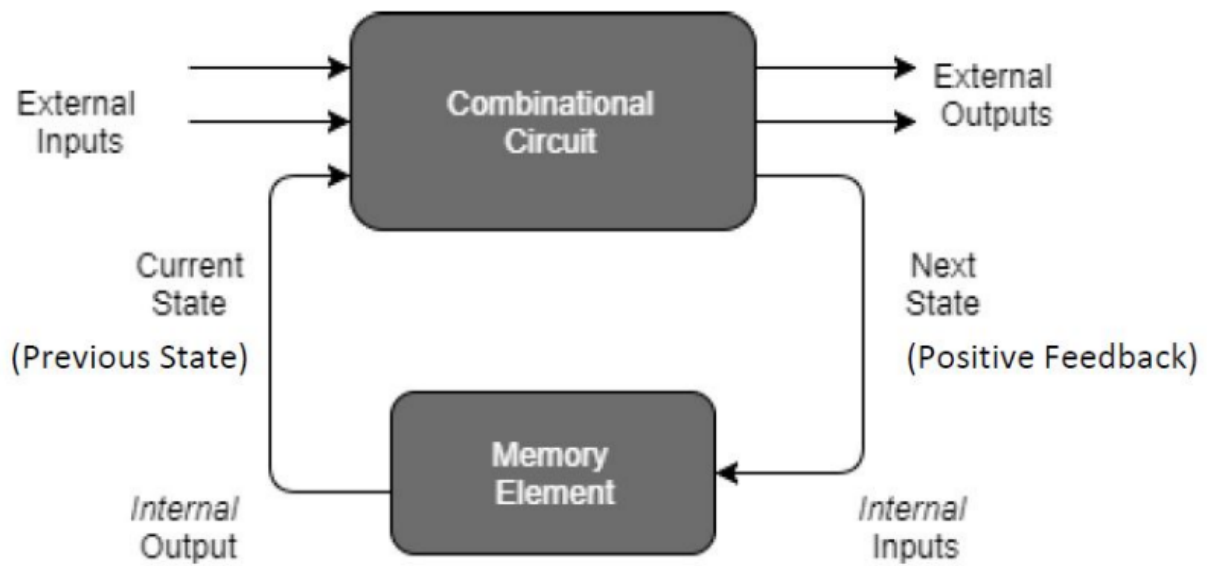 External
Inputs
Combinational
Circuit
External
Outputs
Current
State
(Previous State)
Next
State
(Positive Feedback)
Memory
Element
Internal
Output
Internal
Inputs